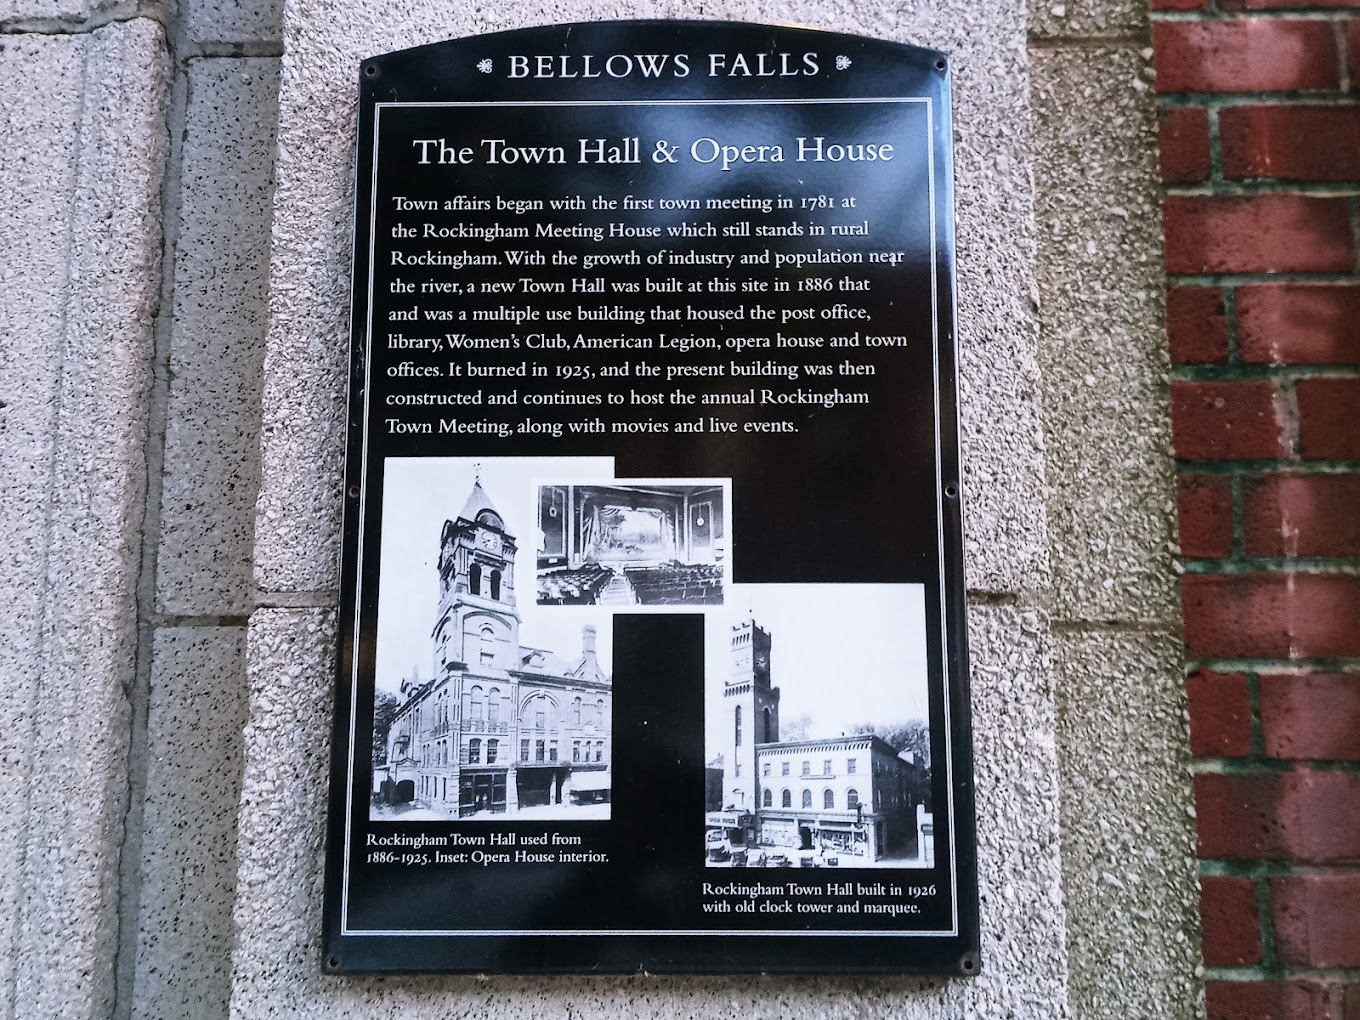 BELLOWS FALLS
The Town Hall & Opera House
Town affairs began with the first town meeting in 1781 at
the Rockingham Meeting House which still stands in rural
Rockingham. With the growth of industry and population near
the river, a new Town Hall was built at this site in 1886 that
and was a multiple use building that housed the post office,
library, Women's Club, American Legion, opera house and town
offices. It burned in 1925, and the present building was then
constructed and continues to host the annual Rockingham
Town Meeting, along with movies and live events.
Rockingham Town Hall used from
1886-1925. Inset: Opera House interior.
Rockingham Town Hall built in 1926
with old clock tower and marquee.